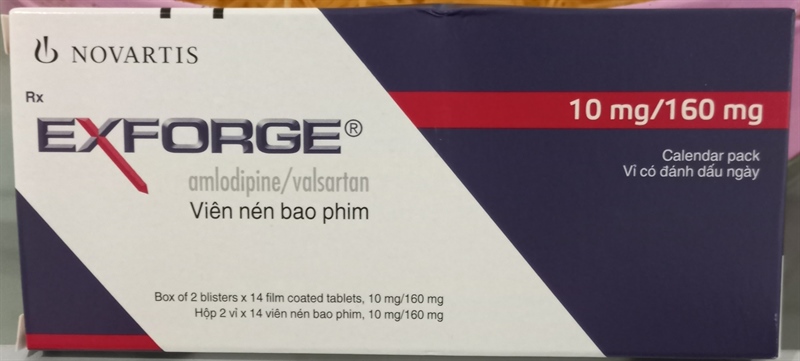 NOVARTIS
Rx
EXFORGE®
amlodipine/valsartan
Viên nén bao phim
10 mg/160 mg
Calendar pack
Vỉ có đánh dấu ngày
Box of 2 blisters x 14 film coated tablets, 10 mg/160 mg
Hộp 2 vỉ x 14 viên nén bao phim, 10 mg/160 mg